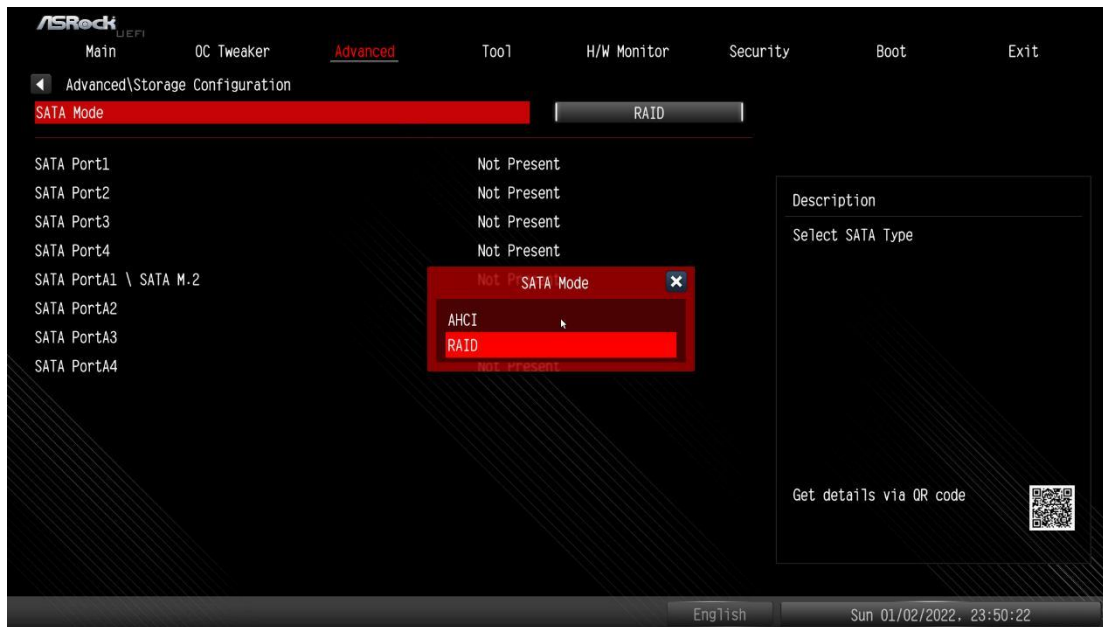 ASRock
UEFI
Main OC Tweaker Advanced Tool H/W Monitor Security Boot Exit
Advanced\Storage Configuration
SATA Mode RAID
SATA Port1 Not Present
SATA Port2 Not Present
SATA Port3 Not Present
SATA Port4 Not Present
SATA PortA1 \ SATA M.2
SATA PortA2
SATA PortA3
SATA PortA4 Not Present
SATA Mode
AHCI
RAID
Description
Select SATA Type
Get details via QR code
English Sun 01/02/2022, 23:50:22